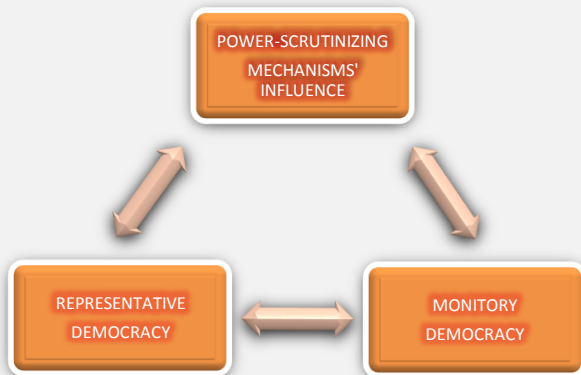 POWER-SCRUTINIZING
MECHANISMS'
INFLUENCE
REPRESENTATIVE
DEMOCRACY
MONITORY
DEMOCRACY